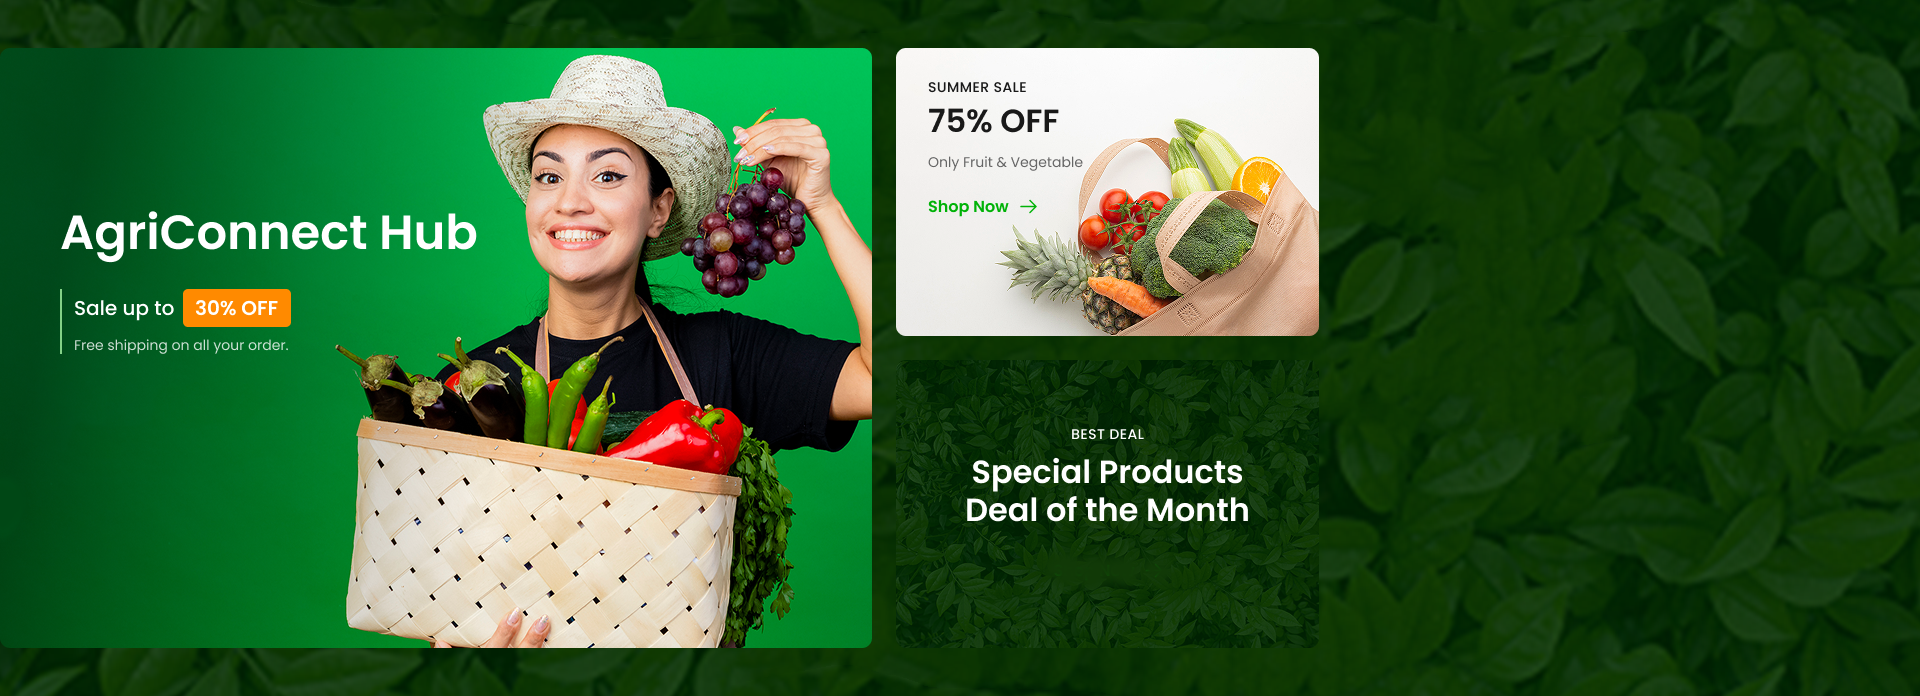 AgriConnect Hub
Sale up to 30% OFF
Free shipping on all your order.
SUMMER SALE
75% OFF
Only Fruit & Vegetable
Shop Now
BEST DEAL
Special Products
Deal of the Month